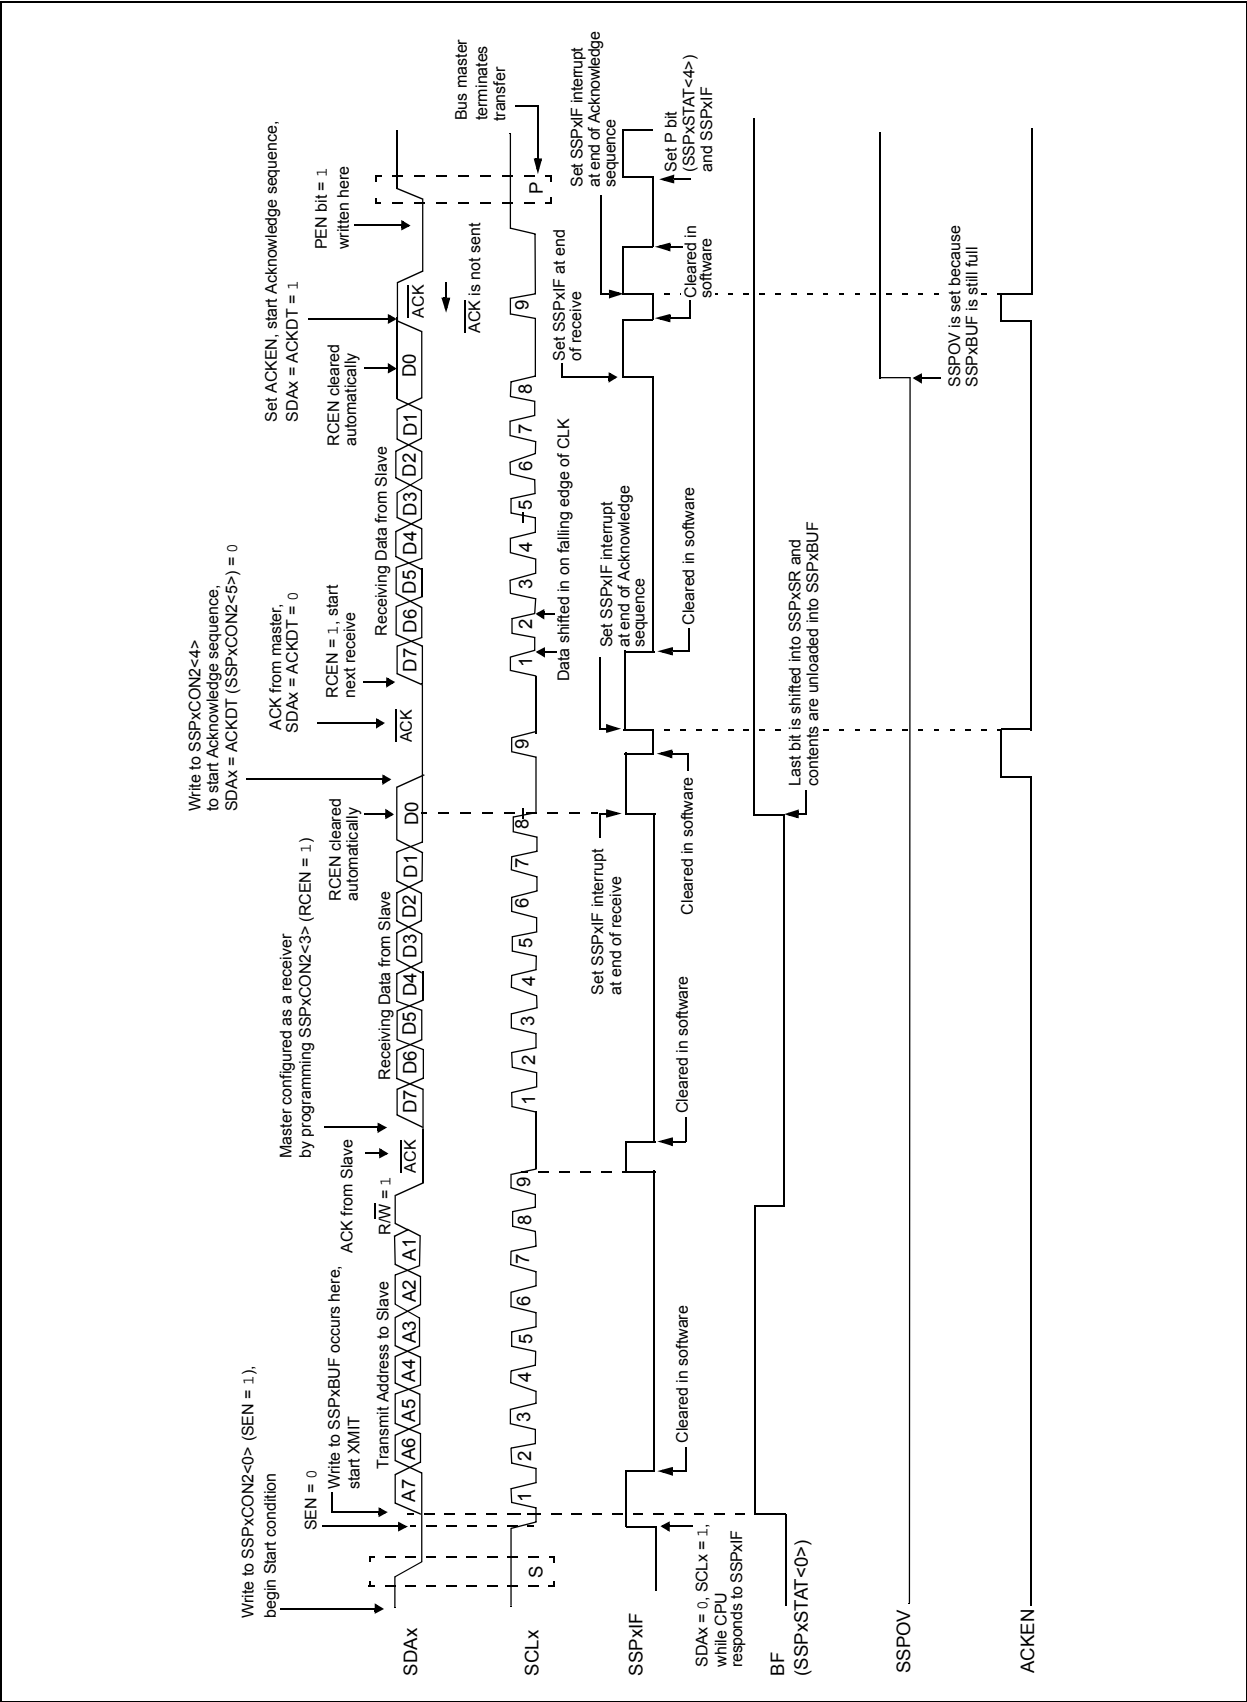 Write to SSPxCON2<0> (SEN = 1),
begin Start condition
SEN = 0
Write to SSPxBUF occurs here,
start XMIT
Transmit Address to Slave
R/W = 1
ACK from Slave
Master configured as a receiver
by programming SSPxCON2<3> (RCEN = 1)
Receiving Data from Slave
RCEN cleared
automatically
Write to SSPxCON2<4>
to start Acknowledge sequence,
SDAx = ACKDT (SSPxCON2<5>) = 0
ACK from master,
SDAx = ACKDT = 0
RCEN = 1, start
next receive
Receiving Data from Slave
RCEN cleared
automatically
Set ACKEN, start Acknowledge sequence,
SDAx = ACKDT = 1
PEN bit = 1
written here
SDAx
A7 A6 A5 A4 A3 A2 A1
ACK
D7 D6 D5 D4 D3 D2 D1 D0
ACK
D7 D6 D5 D4 D3 D2 D1 D0
ACK
ACK is not sent
Bus master
terminates
transfer
SCLx
S
1 2 3 4 5 6 7 8 9
1 2 3 4 5 6 7 8 9
1 2 3 4 5 6 7 8 9
P
Data shifted in on falling edge of CLK
Set SSPxIF interrupt
at end of receive
Set SSPxIF interrupt
at end of Acknowledge
sequence
Set SSPxIF at end
of receive
Set SSPxIF interrupt
at end of Acknowledge
sequence
SSPxIF
SDAx = 0, SCLx = 1,
while CPU
responds to SSPxIF
Cleared in software
Cleared in software
Cleared in software
Cleared in software
Cleared in
software
Set P bit
(SSPxSTAT<4>)
and SSPxIF
BF
(SSPxSTAT<0>)
Last bit is shifted into SSPxSR and
contents are unloaded into SSPxBUF
SSPOV
SSPOV is set because
SSPxBUF is still full
ACKEN